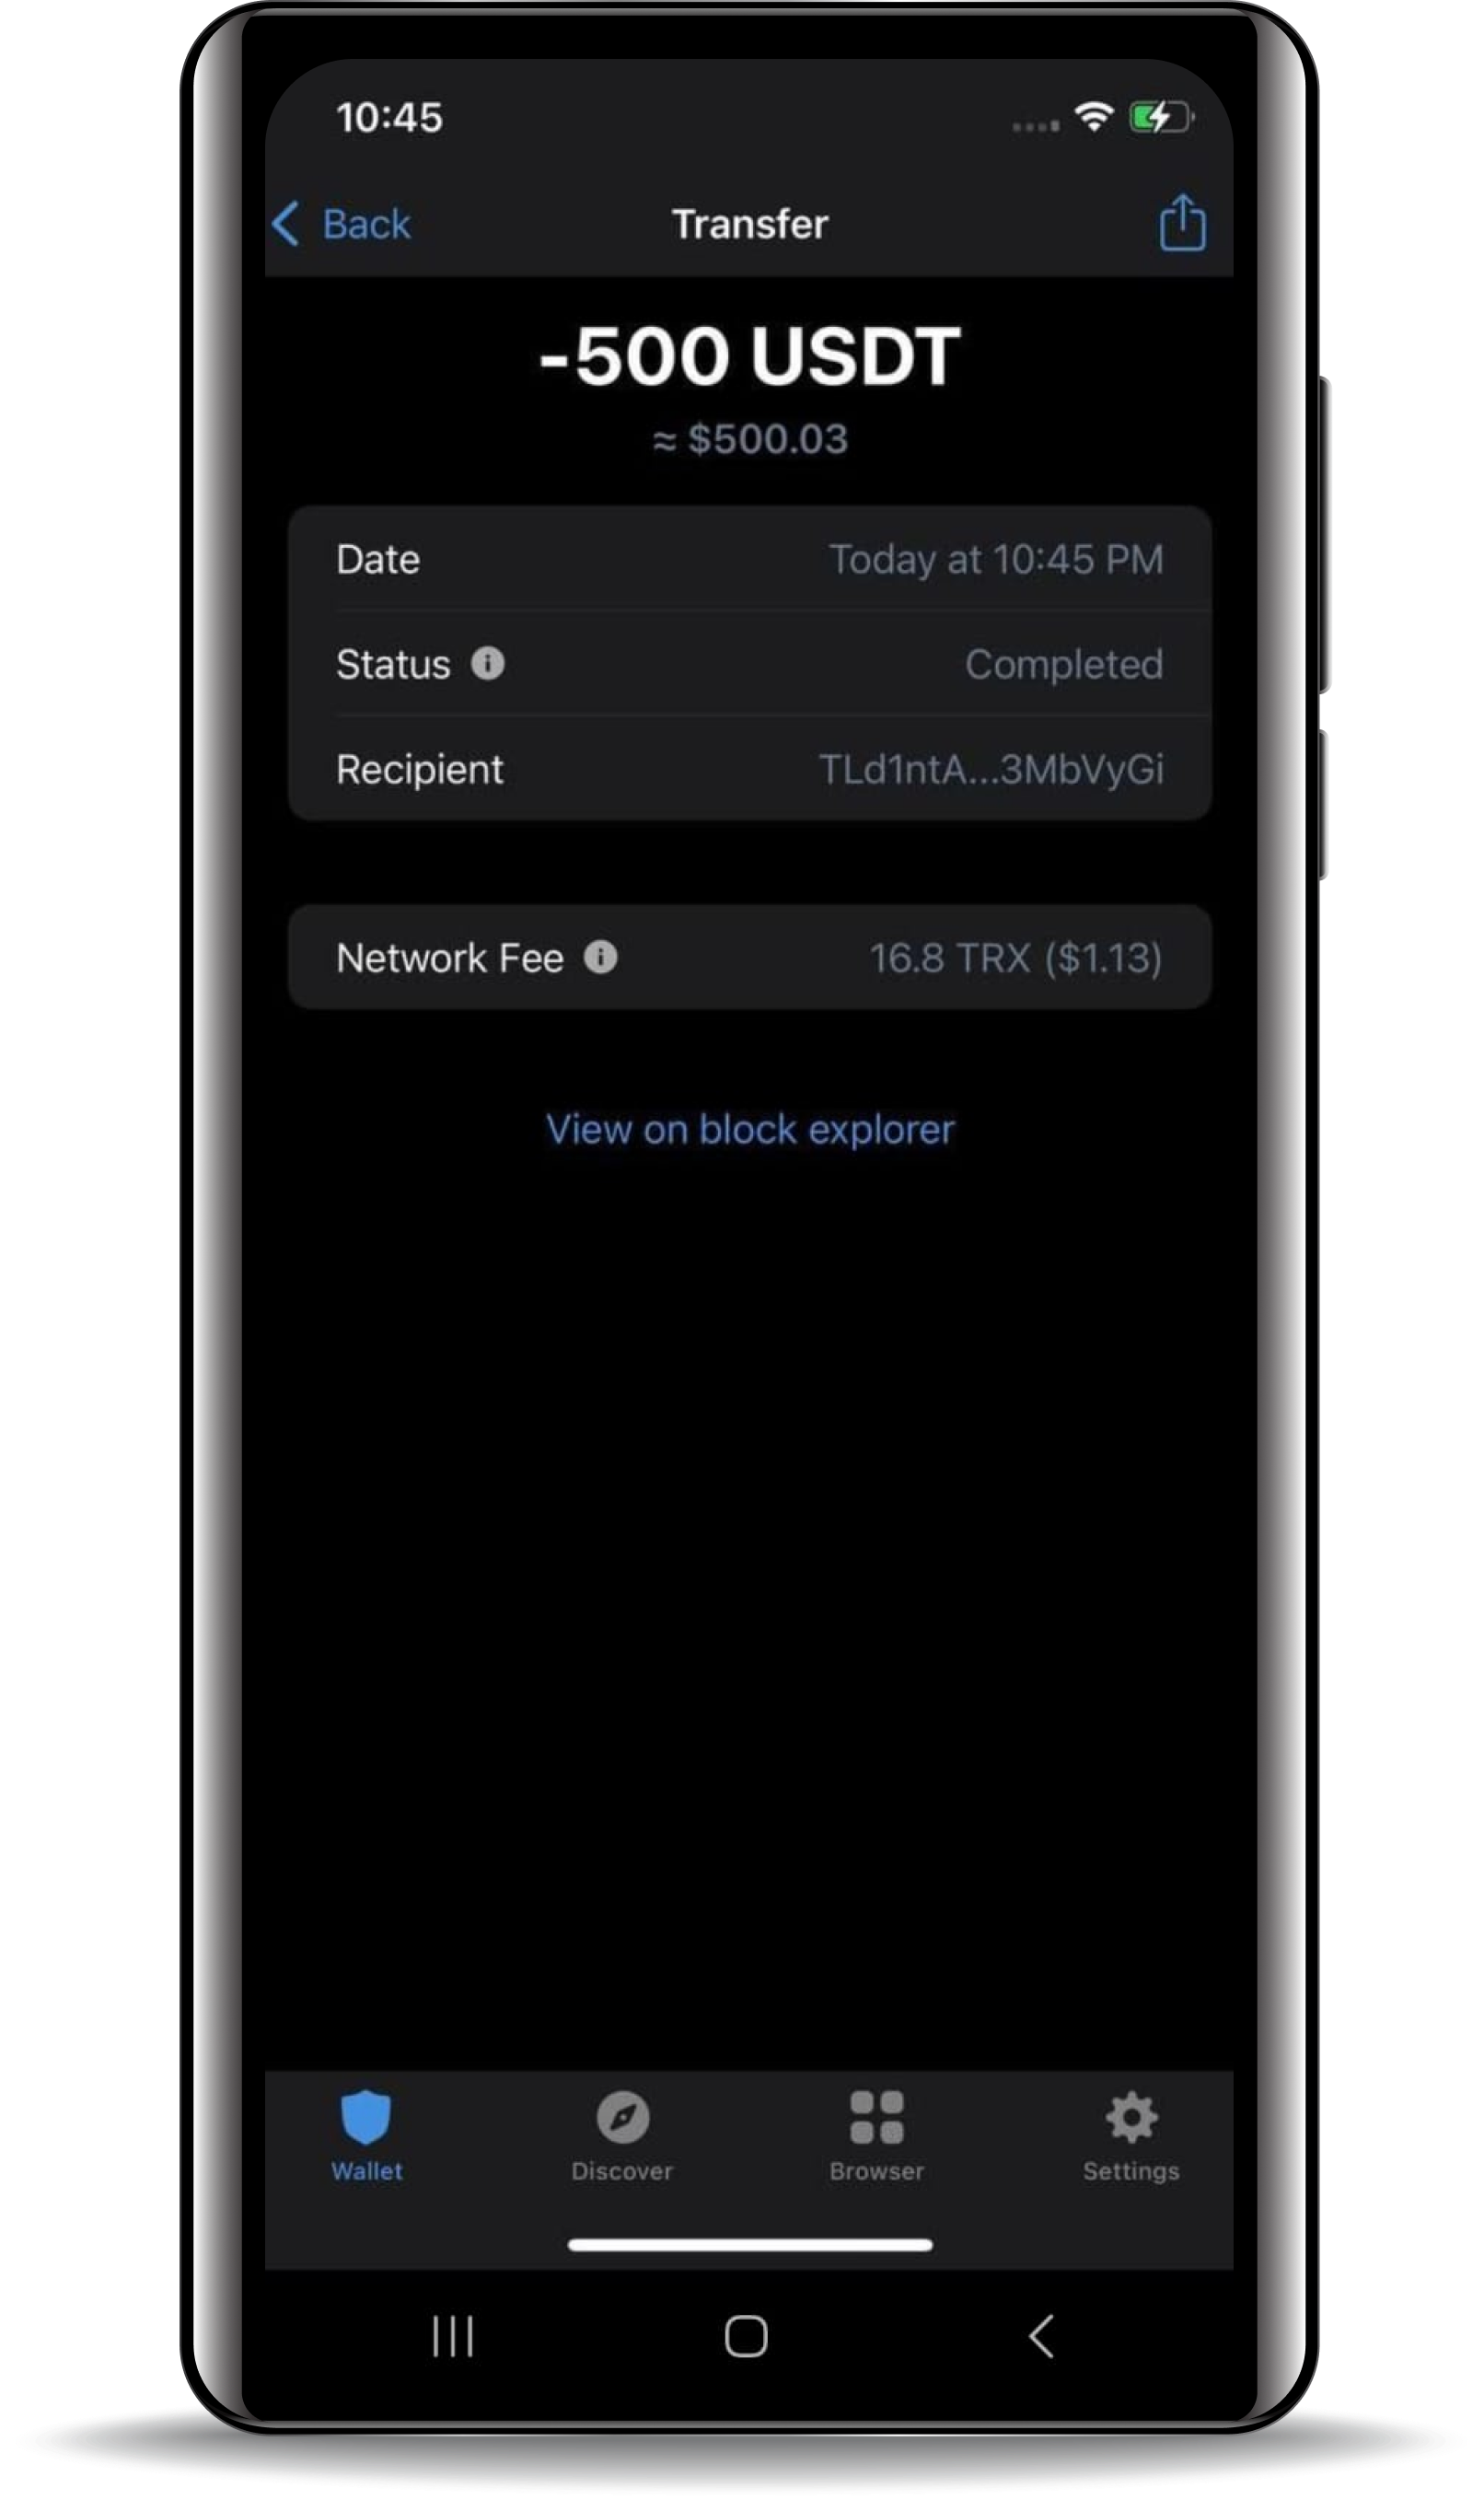 10:45
Back Transfer
-500 USDT
≈ $500.03
Date Today at 10:45 PM
Status Completed
Recipient TLd1ntA...3MbVyGi
Network Fee 16.8 TRX ($1.13)
View on block explorer
Wallet Discover Browser Settings